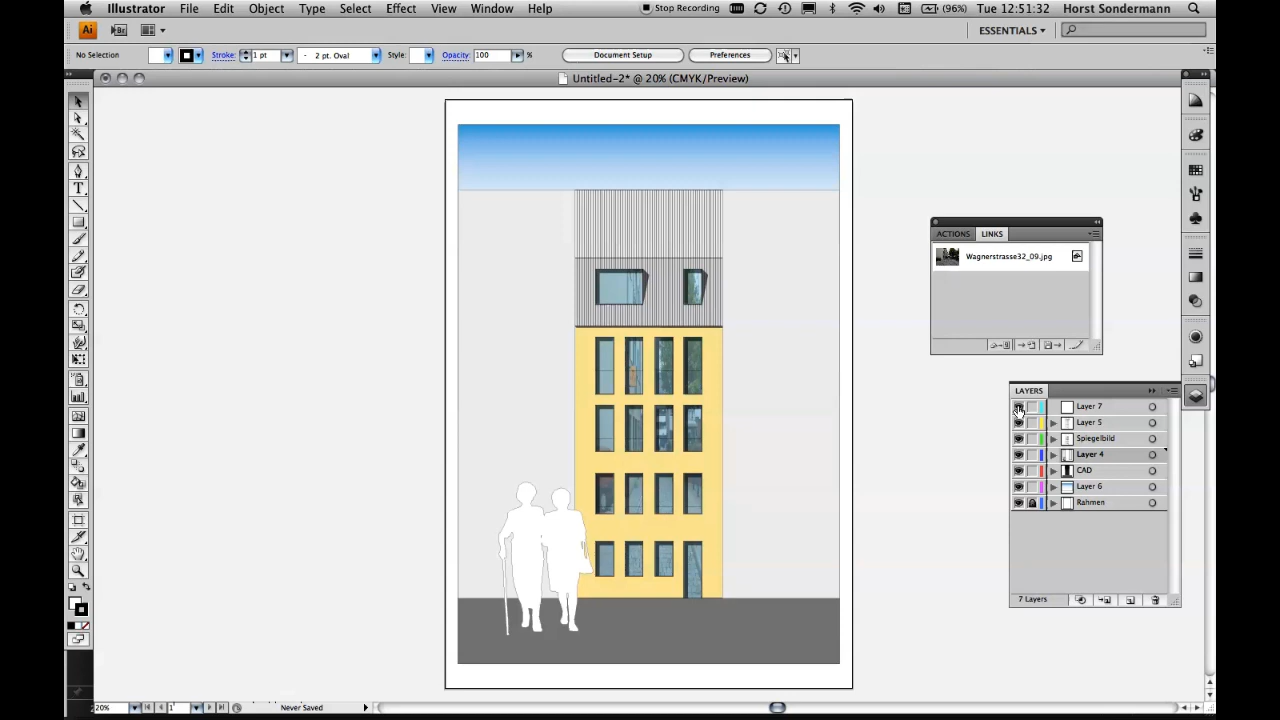 Illustrator File Edit Object Type Select Effect View Window Help Stop Recording (96%) Tue 12:51:32 Horst Sondermann
Ai Br ESSENTIALS
No Selection Stroke: 1 pt 2 pt. Oval Style: Opacity: 100 % Document Setup Preferences
Untitled-2* @ 20% (CMYK/Preview)
ACTIONS LINKS
Wagnerstrasse32_09.jpg
LAYERS
Layer 7
Layer 5
Spiegelbild
Layer 4
CAD
Layer 6
Rahmen
7 Layers
20% 1 Never Saved